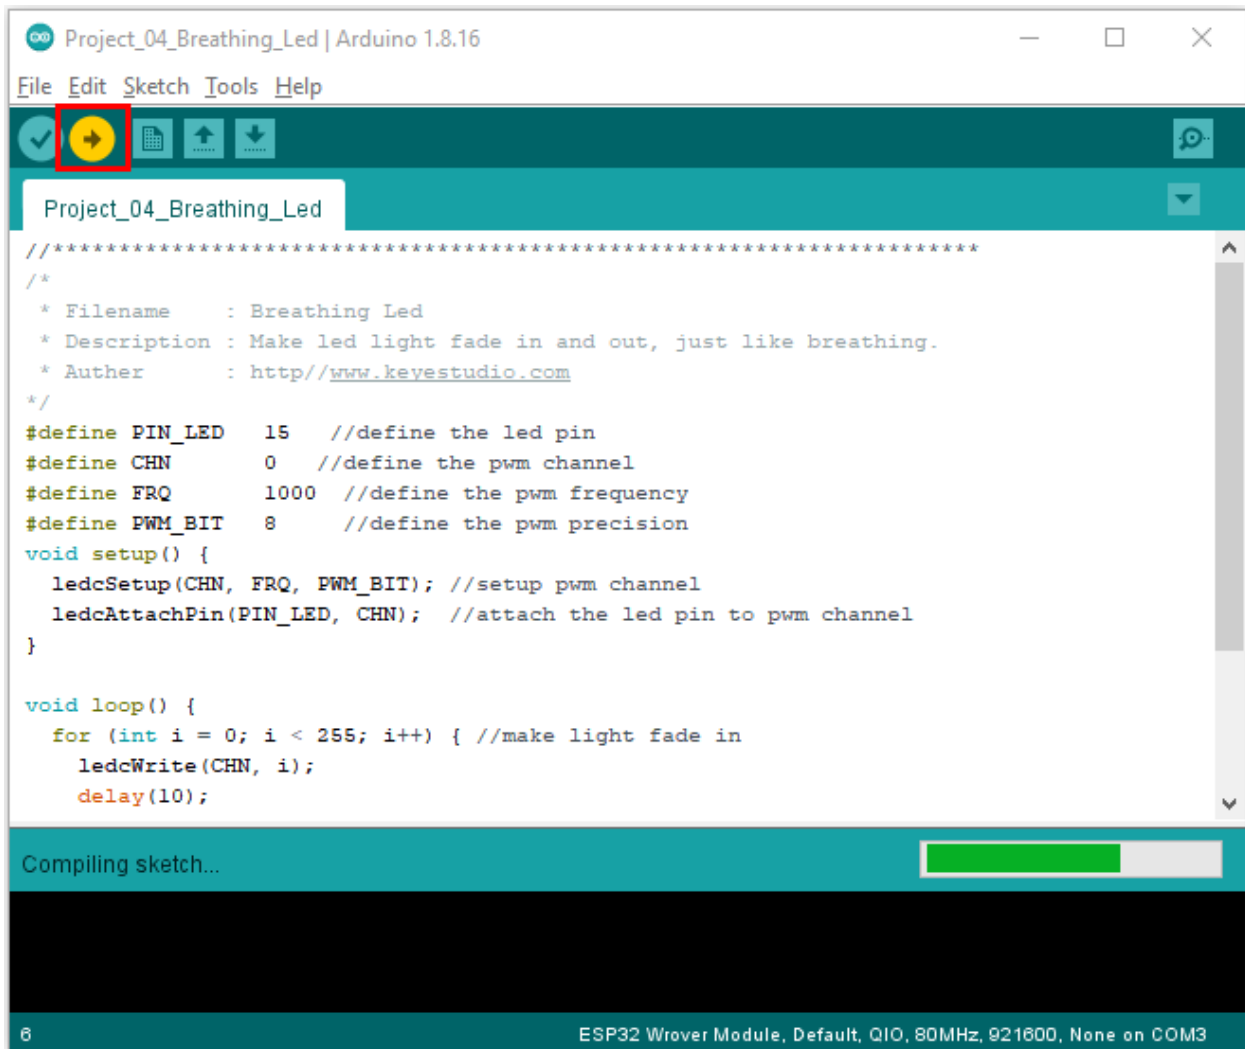 Project_04_Breathing_Led | Arduino 1.8.16
File Edit Sketch Tools Help
Project_04_Breathing_Led
//**********************************************************************
/*
 * Filename    : Breathing Led
 * Description : Make led light fade in and out, just like breathing.
 * Auther      : http//www.keyestudio.com
*/
#define PIN_LED   15   //define the led pin
#define CHN       0   //define the pwm channel
#define FRQ       1000  //define the pwm frequency
#define PWM_BIT   8     //define the pwm precision
void setup() {
  ledcSetup(CHN, FRQ, PWM_BIT); //setup pwm channel
  ledcAttachPin(PIN_LED, CHN);  //attach the led pin to pwm channel
}
void loop() {
  for (int i = 0; i < 255; i++) { //make light fade in
    ledcWrite(CHN, i);
    delay(10);
Compiling sketch...
6 ESP32 Wrover Module, Default, QIO, 80MHz, 921600, None on COM3